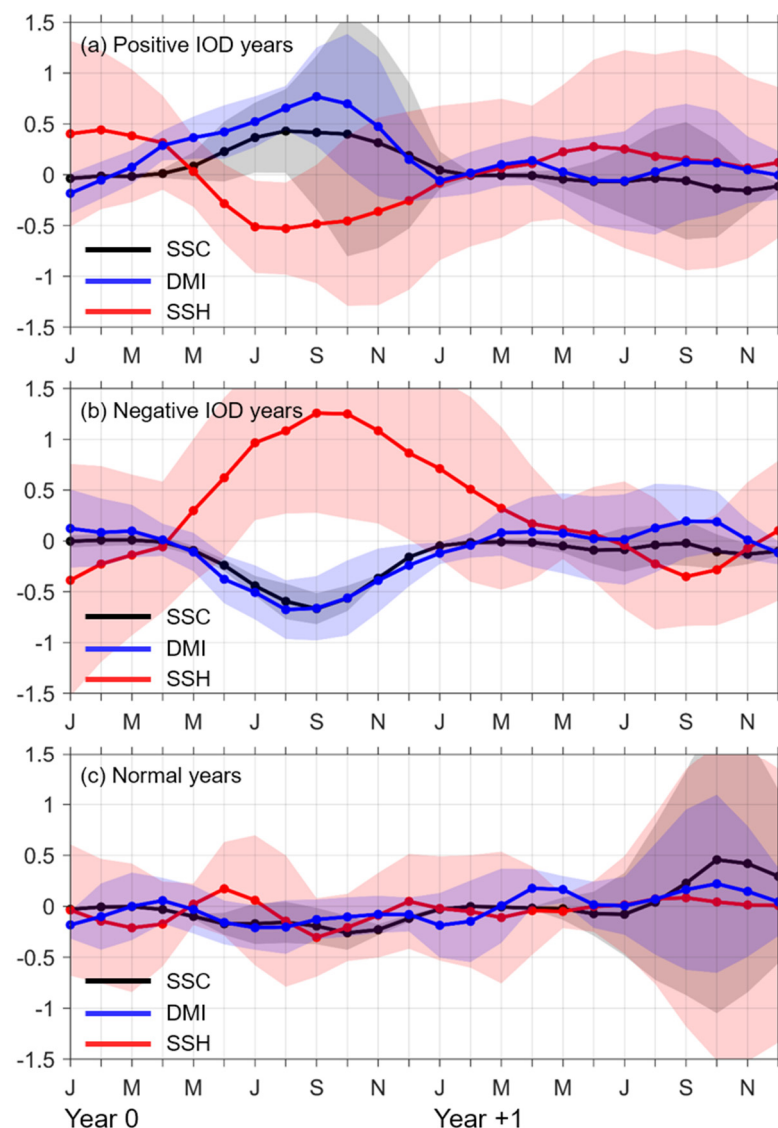 (a) Positive IOD years
1.5
1
0.5
0
-0.5
-1
-1.5
SSC
DMI
SSH
J M M J S N J M M J S N
(b) Negative IOD years
1.5
1
0.5
0
-0.5
-1
-1.5
SSC
DMI
SSH
J M M J S N J M M J S N
(c) Normal years
1.5
1
0.5
0
-0.5
-1
-1.5
SSC
DMI
SSH
J M M J S N J M M J S N
Year 0 Year +1